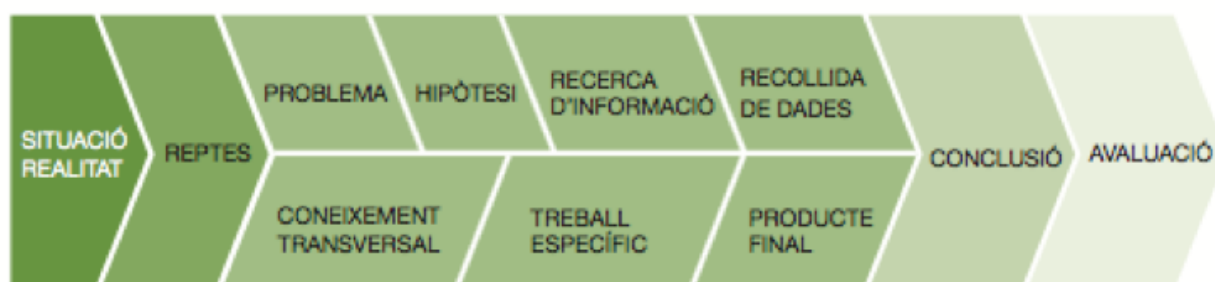 SITUACIÓ
REALITAT
REPTES
PROBLEMA
HIPÒTESI
RECERCA
D'INFORMACIÓ
RECOLLIDA
DE DADES
CONEIXEMENT
TRANSVERSAL
TREBALL
ESPECÍFIC
PRODUCTE
FINAL
CONCLUSIÓ
AVALUACIÓ